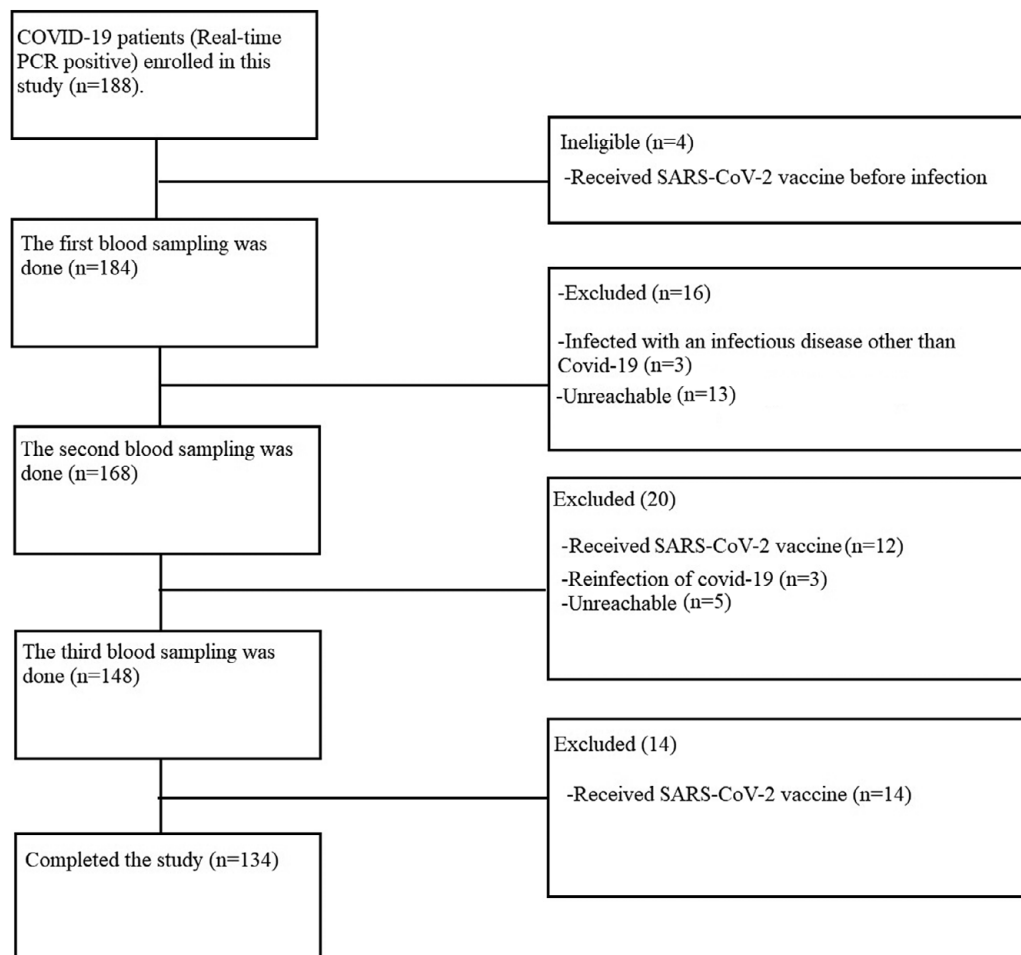 COVID-19 patients (Real-time
PCR positive) enrolled in this
study (n=188).
Ineligible (n=4)
-Received SARS-CoV-2 vaccine before infection
The first blood sampling was
done (n=184)
-Excluded (n=16)
-Infected with an infectious disease other than
Covid-19 (n=3)
-Unreachable (n=13)
The second blood sampling was
done (n=168)
Excluded (20)
-Received SARS-CoV-2 vaccine (n=12)
-Reinfection of covid-19 (n=3)
-Unreachable (n=5)
The third blood sampling was
done (n=148)
Excluded (14)
-Received SARS-CoV-2 vaccine (n=14)
Completed the study (n=134)